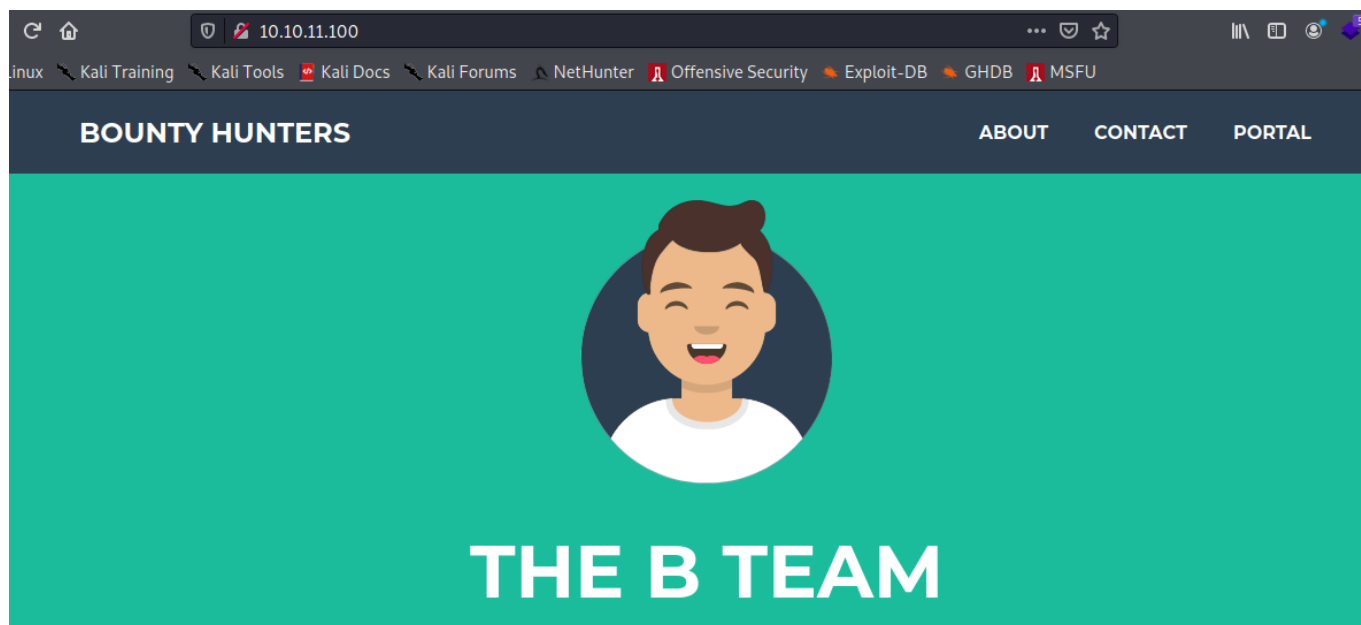 10.10.11.100
inux Kali Training Kali Tools Kali Docs Kali Forums NetHunter Offensive Security Exploit-DB GHDB MSFU
BOUNTY HUNTERS ABOUT CONTACT PORTAL
THE B TEAM